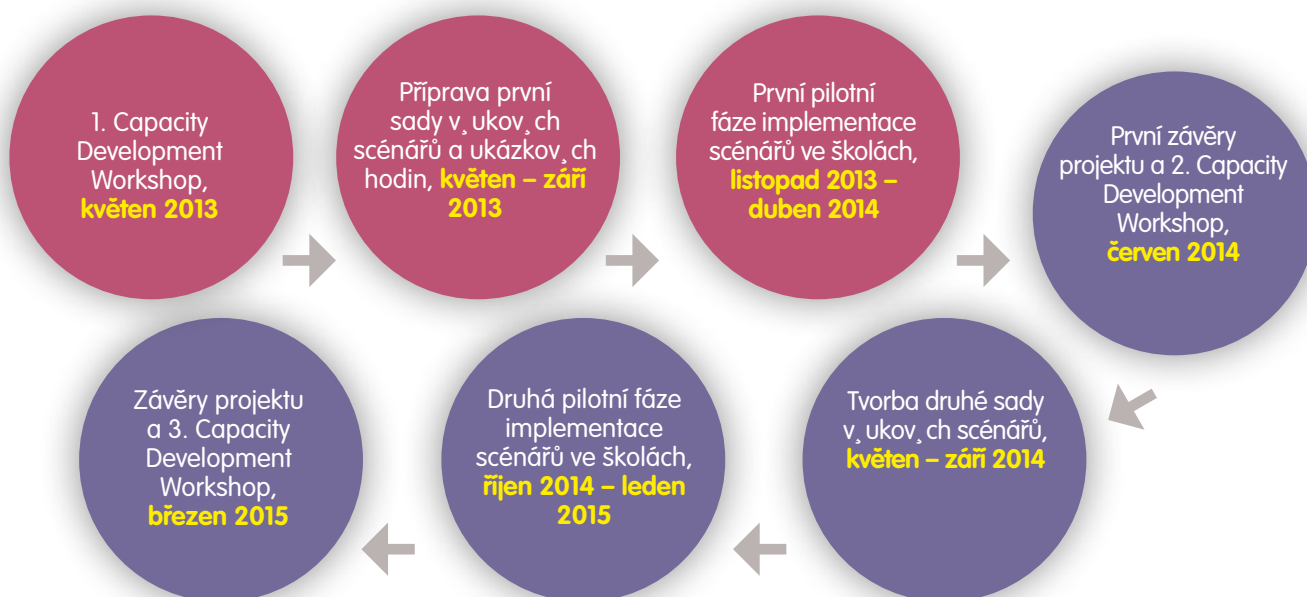 1. Capacity
Development
Workshop,
květen 2013
Příprava první
sady v¸ukov¸ch
scénářů a ukázkov¸ch
hodin, květen – září
2013
První pilotní
fáze implementace
scénářů ve školách,
listopad 2013 –
duben 2014
První závěry
projektu a 2. Capacity
Development
Workshop,
červen 2014
Tvorba druhé sady
v¸ukov¸ch scénářů,
květen – září 2014
Druhá pilotní fáze
implementace
scénářů ve školách,
říjen 2014 – leden
2015
Závěry projektu
a 3. Capacity
Development
Workshop,
březen 2015